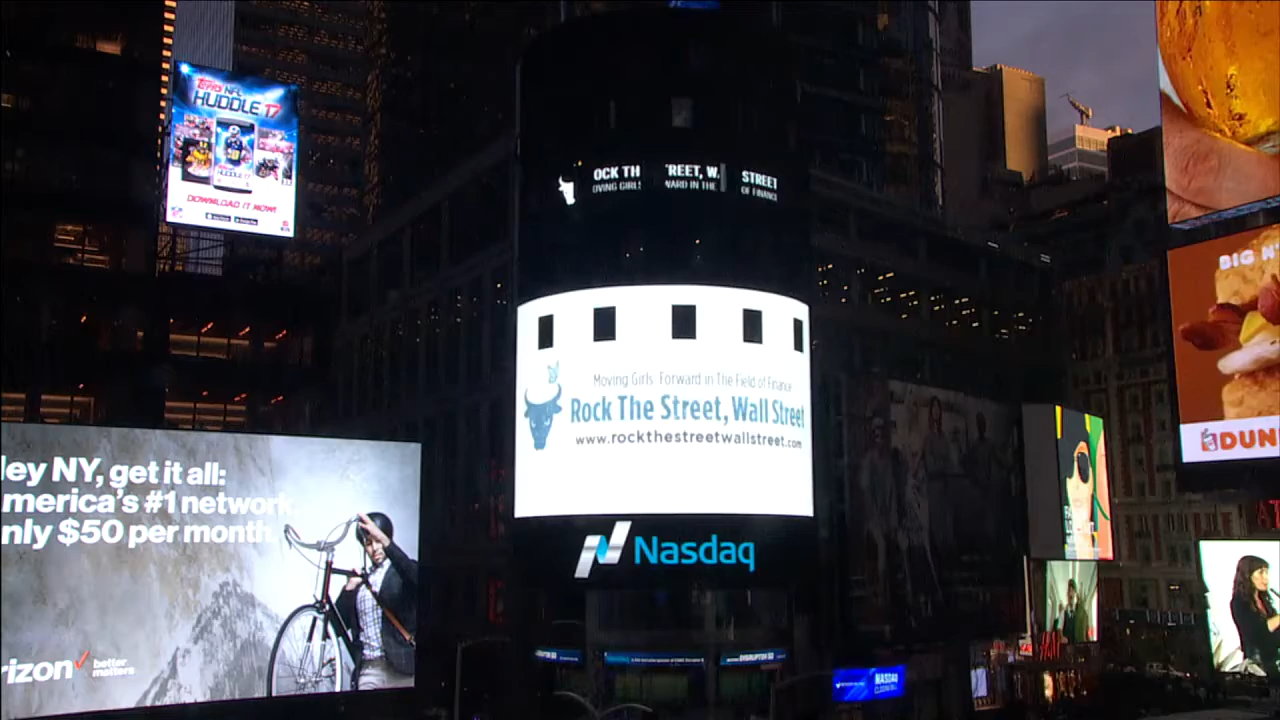 TOPPS NFL
HUDDLE 17
DOWNLOAD IT NOW!
OCK TH
'REET, W.
STREET
OVING GIRLS
WARD IN THE
OF FINANCE
Moving Girls Forward in The Field of Finance
Rock The Street, Wall Street
www.rockthestreetwallstreet.com
Nasdaq
ley NY, get it all:
merica's #1 network
nly $50 per month.
rizon
better
matters
BIG N
DUN
H&M
NASDAQ